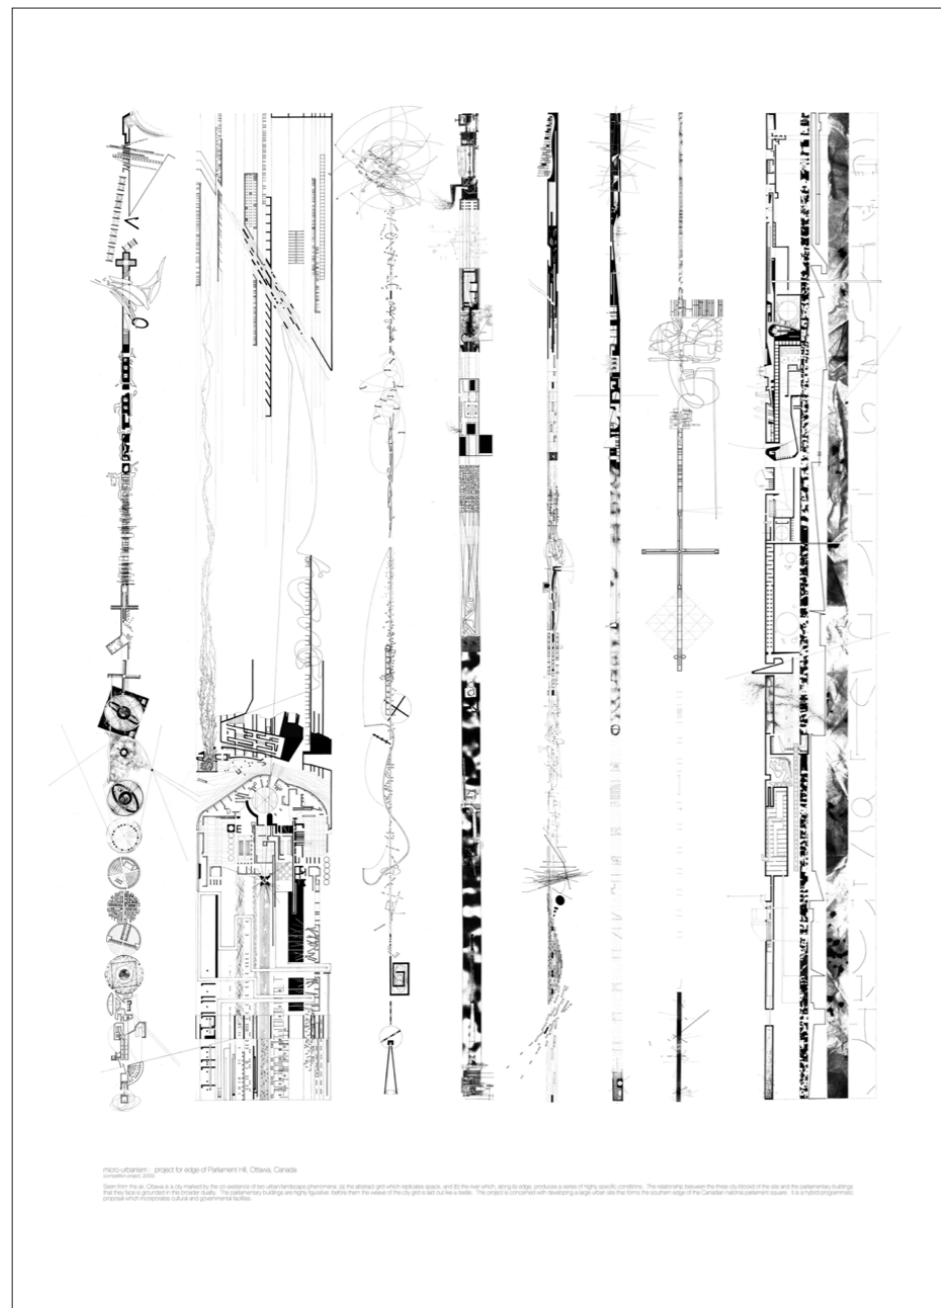 micro-urbanism: project for edge of Parliament Hill, Ottawa, Canada
(competition project, 2000)
Seen from the air, Ottawa is a city marked by the co-existence of two urban/landscape phenomena: (a) the abstract grid which replicates space, and (b) the river which, along its edge, produces a series of highly specific conditions. The relationship between the three city-blocks of the site and the parliamentary buildings
that they face is grounded in this broader duality. The parliamentary buildings are highly figurative: before them the weave of the city grid is laid out like a textile. The project is concerned with developing a large urban site that forms the southern edge of the Canadian national parliament square. It is a hybrid programmatic
proposal which incorporates cultural and governmental facilities.